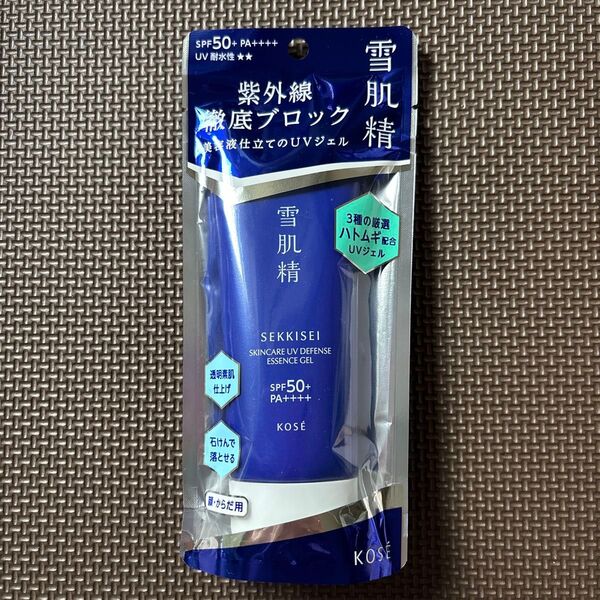 SPF50+ PA++++
UV 耐水性 ★★
紫外線
徹底ブロック
美容液仕立てのUVジェル
雪肌精
3種の厳選
ハトムギ配合
UVジェル
雪肌精
SEKKISEI
SKINCARE UV DEFENSE
ESSENCE GEL
SPF50+
PA++++
KOSÉ
透明素肌
仕上げ
石けんで
落とせる
顔・からだ用
KOSÉ